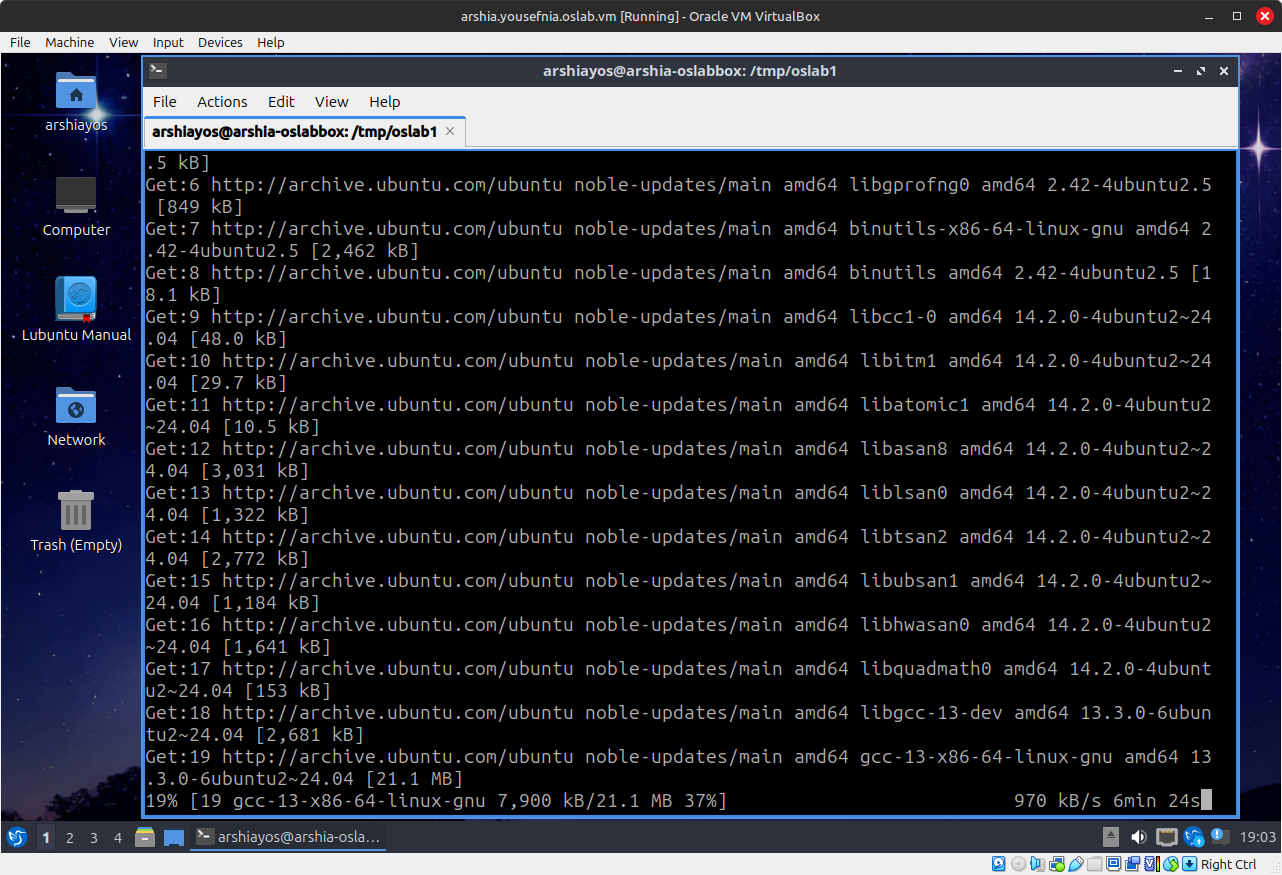 arshia.yousefnia.oslab.vm [Running] - Oracle VM VirtualBox
File Machine View Input Devices Help
arshiayos@arshia-oslabbox: /tmp/oslab1
File Actions Edit View Help
arshiayos@arshia-oslabbox: /tmp/oslab1
.5 kB]
Get:6 http://archive.ubuntu.com/ubuntu noble-updates/main amd64 libgprofng0 amd64 2.42-4ubuntu2.5
 [849 kB]
Get:7 http://archive.ubuntu.com/ubuntu noble-updates/main amd64 binutils-x86-64-linux-gnu amd64 2
.42-4ubuntu2.5 [2,462 kB]
Get:8 http://archive.ubuntu.com/ubuntu noble-updates/main amd64 binutils amd64 2.42-4ubuntu2.5 [1
8.1 kB]
Get:9 http://archive.ubuntu.com/ubuntu noble-updates/main amd64 libcc1-0 amd64 14.2.0-4ubuntu2~24
.04 [48.0 kB]
Get:10 http://archive.ubuntu.com/ubuntu noble-updates/main amd64 libitm1 amd64 14.2.0-4ubuntu2~24
.04 [29.7 kB]
Get:11 http://archive.ubuntu.com/ubuntu noble-updates/main amd64 libatomic1 amd64 14.2.0-4ubuntu2
~24.04 [10.5 kB]
Get:12 http://archive.ubuntu.com/ubuntu noble-updates/main amd64 libasan8 amd64 14.2.0-4ubuntu2~2
4.04 [3,031 kB]
Get:13 http://archive.ubuntu.com/ubuntu noble-updates/main amd64 liblsan0 amd64 14.2.0-4ubuntu2~2
4.04 [1,322 kB]
Get:14 http://archive.ubuntu.com/ubuntu noble-updates/main amd64 libtsan2 amd64 14.2.0-4ubuntu2~2
4.04 [2,772 kB]
Get:15 http://archive.ubuntu.com/ubuntu noble-updates/main amd64 libubsan1 amd64 14.2.0-4ubuntu2~
24.04 [1,184 kB]
Get:16 http://archive.ubuntu.com/ubuntu noble-updates/main amd64 libhwasan0 amd64 14.2.0-4ubuntu2
~24.04 [1,641 kB]
Get:17 http://archive.ubuntu.com/ubuntu noble-updates/main amd64 libquadmath0 amd64 14.2.0-4ubunt
u2~24.04 [153 kB]
Get:18 http://archive.ubuntu.com/ubuntu noble-updates/main amd64 libgcc-13-dev amd64 13.3.0-6ubun
tu2~24.04 [2,681 kB]
Get:19 http://archive.ubuntu.com/ubuntu noble-updates/main amd64 gcc-13-x86-64-linux-gnu amd64 13
.3.0-6ubuntu2~24.04 [21.1 MB]
19% [19 gcc-13-x86-64-linux-gnu 7,900 kB/21.1 MB 37%] 970 kB/s 6min 24s
arshiayos
Computer
Lubuntu Manual
Network
Trash (Empty)
1 2 3 4 arshiayos@arshia-osla... 19:03
Right Ctrl